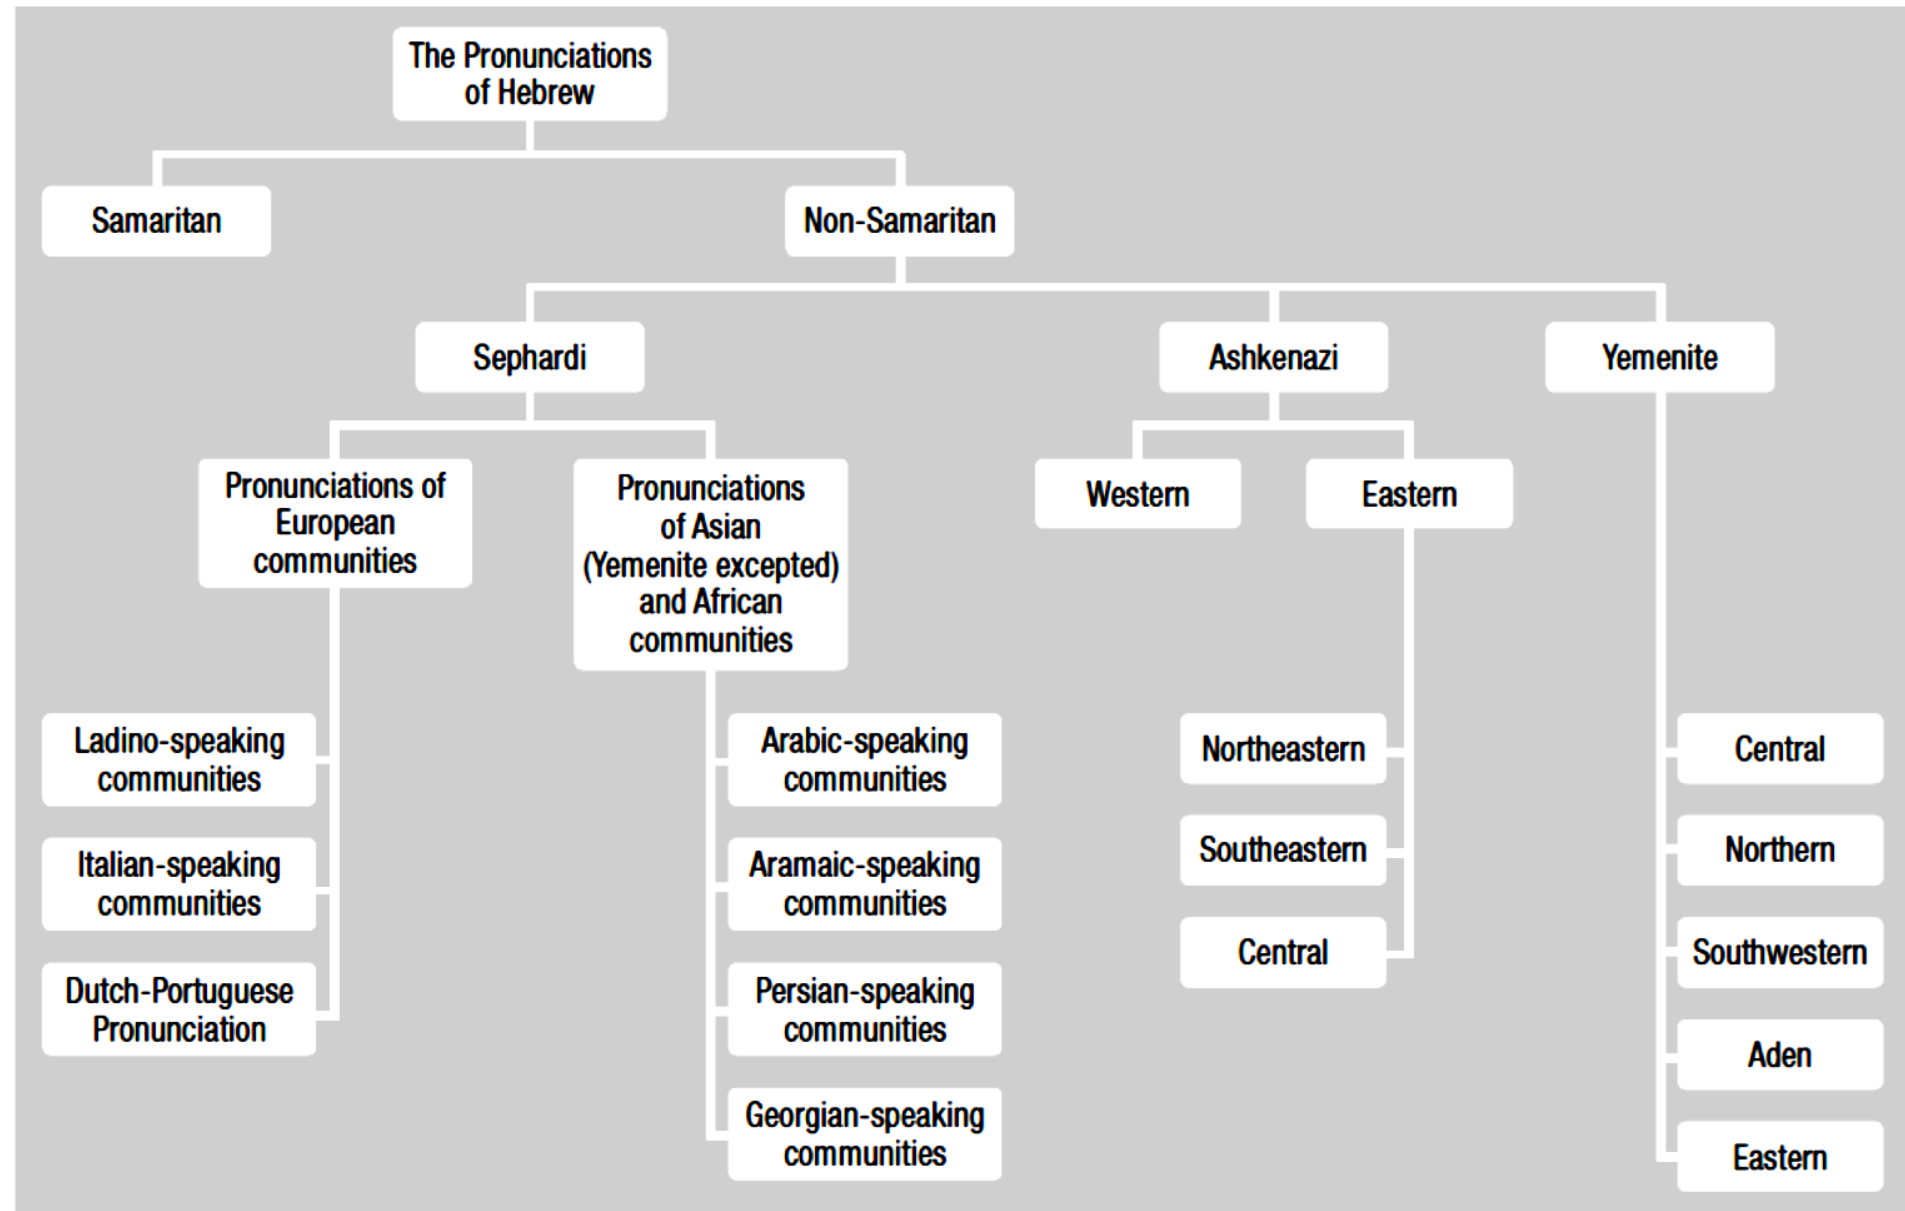 The Pronunciations
of Hebrew
Samaritan
Non-Samaritan
Sephardi
Ashkenazi
Yemenite
Pronunciations of
European
communities
Pronunciations
of Asian
(Yemenite excepted)
and African
communities
Western
Eastern
Ladino-speaking
communities
Italian-speaking
communities
Dutch-Portuguese
Pronunciation
Arabic-speaking
communities
Aramaic-speaking
communities
Persian-speaking
communities
Georgian-speaking
communities
Northeastern
Southeastern
Central
Central
Northern
Southwestern
Aden
Eastern